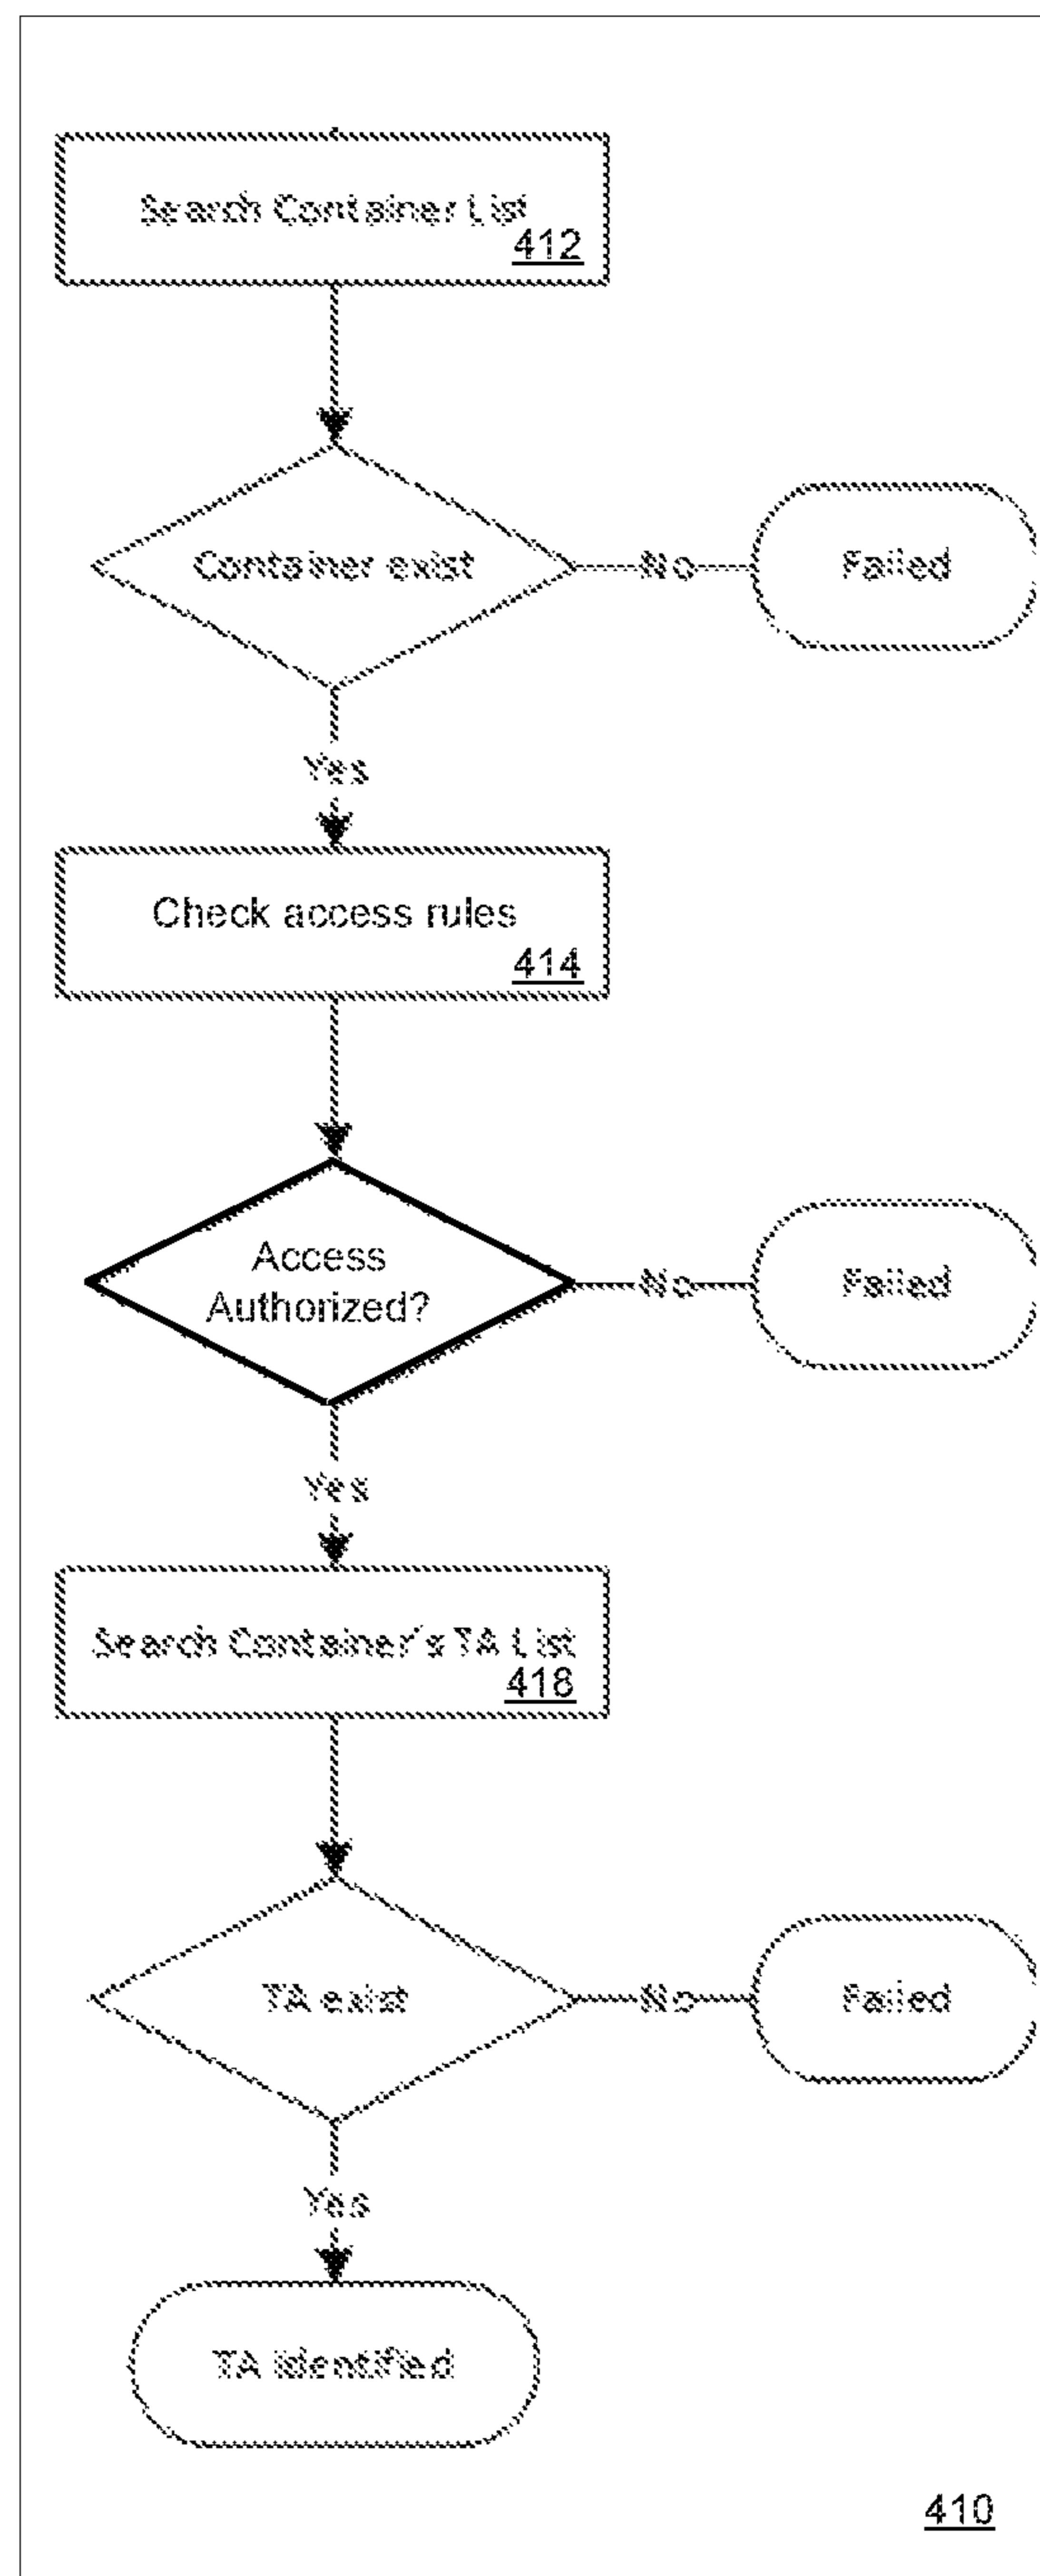 Search Container List
412
Container exist
No
Failed
Yes
Check access rules
414
Access
Authorized?
No
Failed
Yes
Search Container's TA List
418
TA exist
No
Failed
Yes
TA identified
410